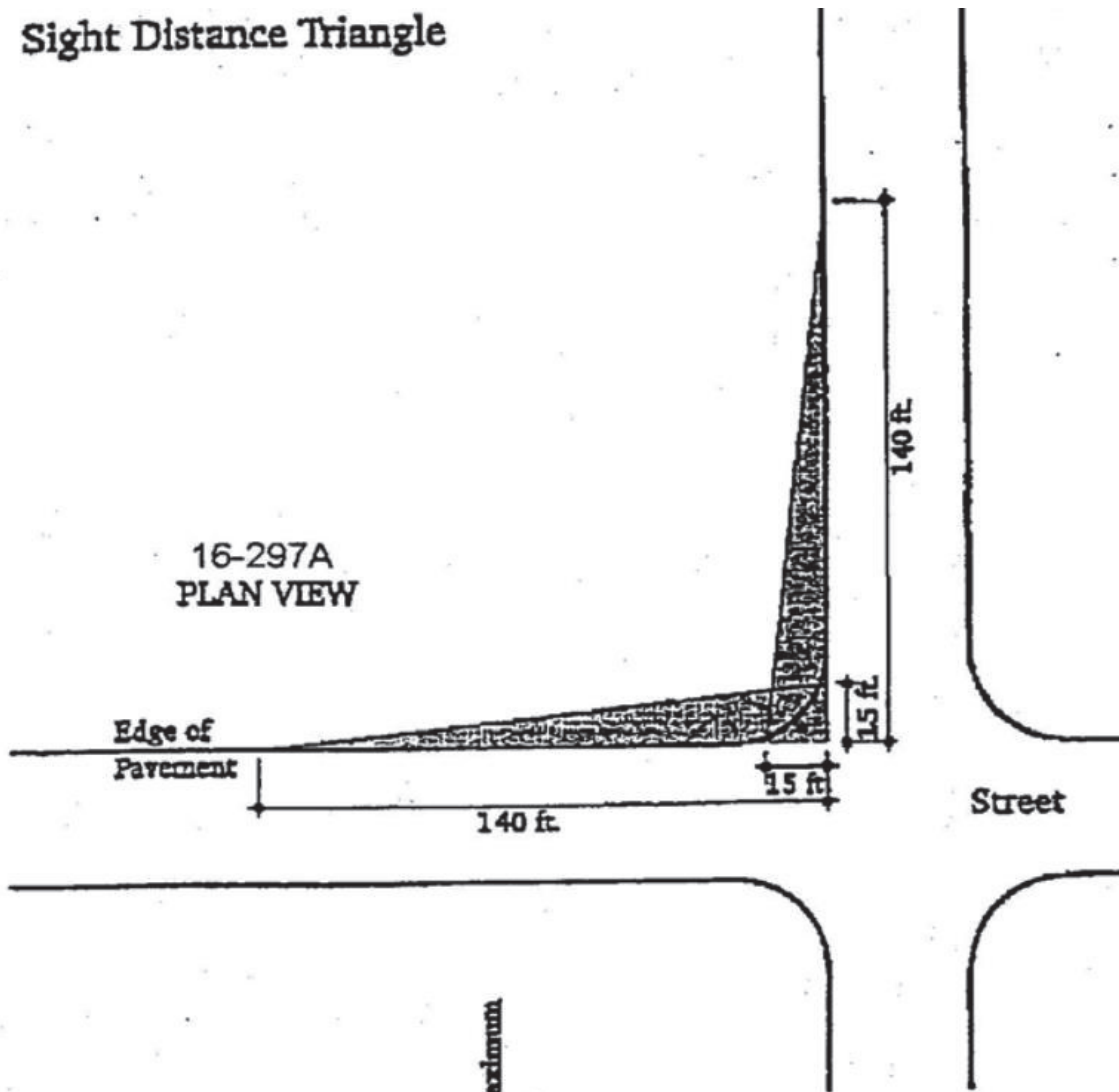 Sight Distance Triangle
140 ft.
16-297A
PLAN VIEW
15 ft.
Edge of
Pavement
15 ft
140 ft.
Street